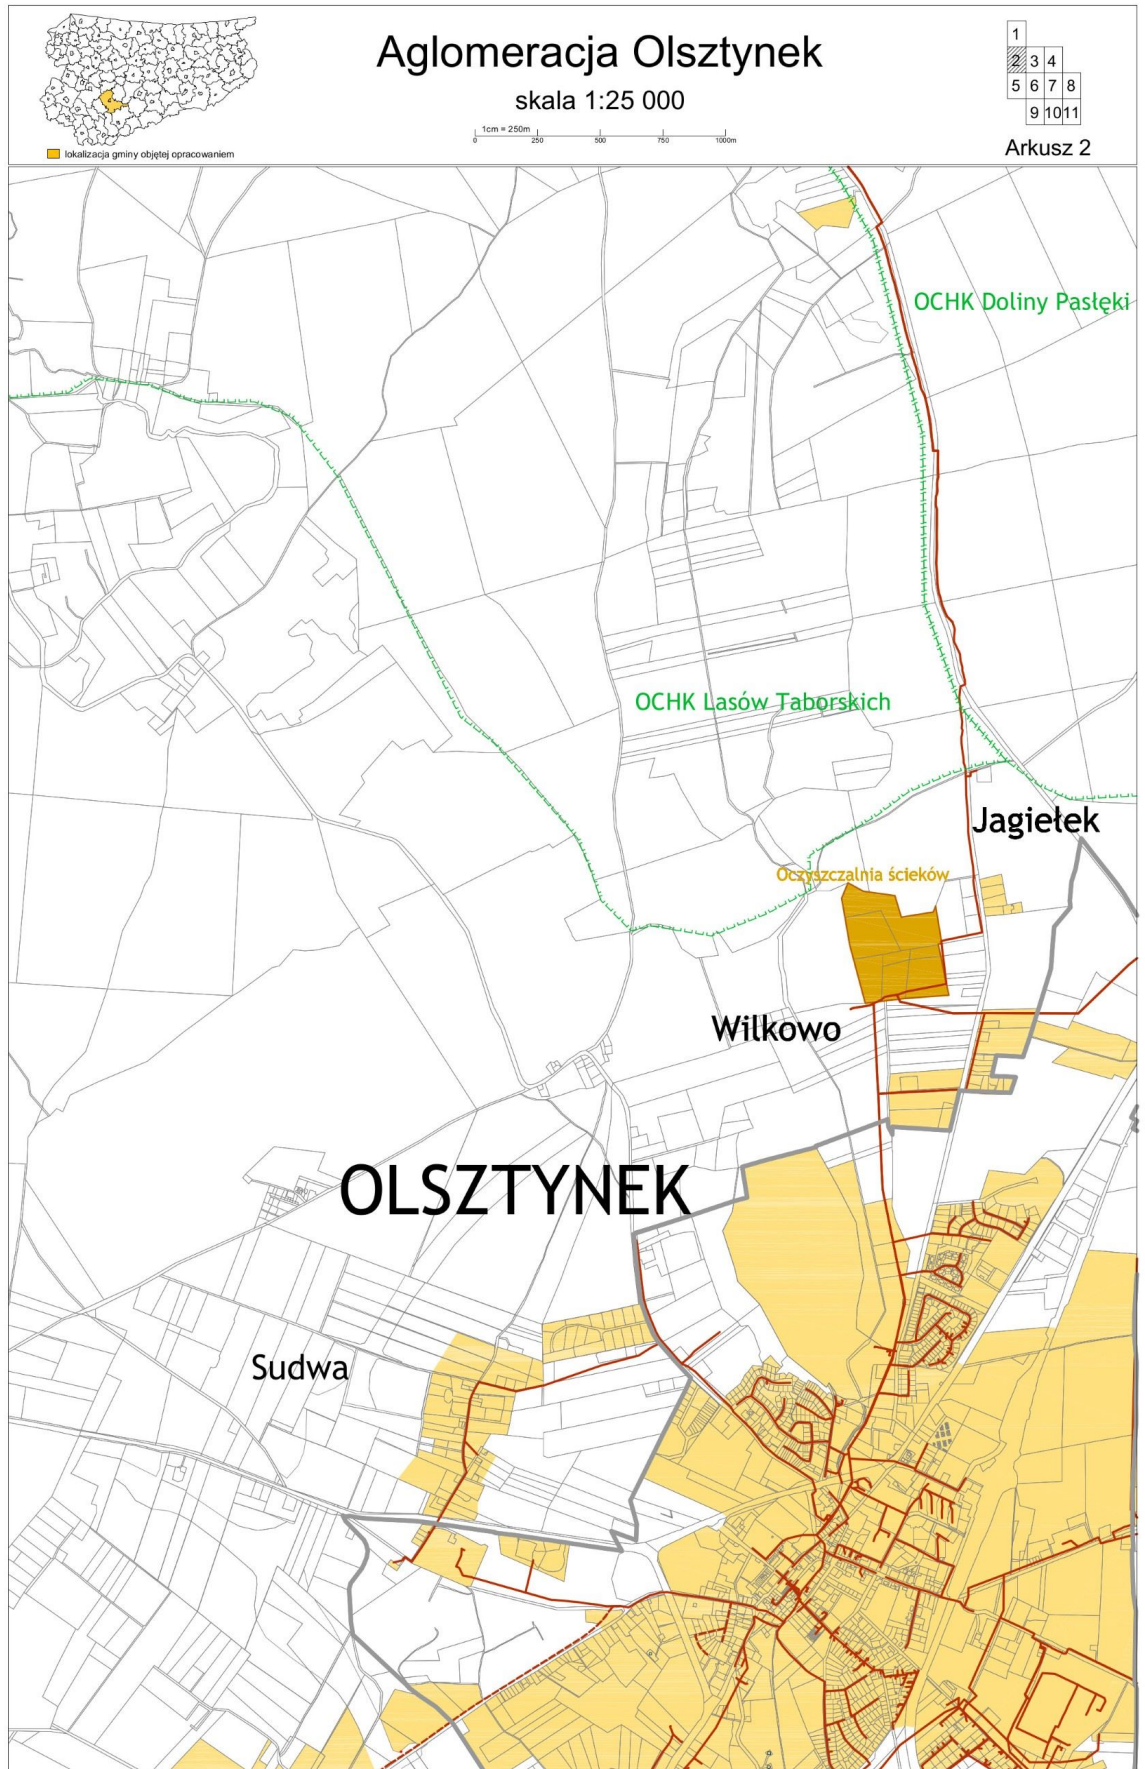 Aglomeracja Olsztynek
skala 1:25 000
1cm = 250m
0 250 500 750 1000m
lokalizacja gminy objętej opracowaniem
1
2 3 4
5 6 7 8
9 10 11
Arkusz 2
OCHK Doliny Pasłęki
OCHK Lasów Taborskich
Jagiełek
Oczyszczalnia ścieków
Wilkowo
OLSZTYNEK
Sudwa